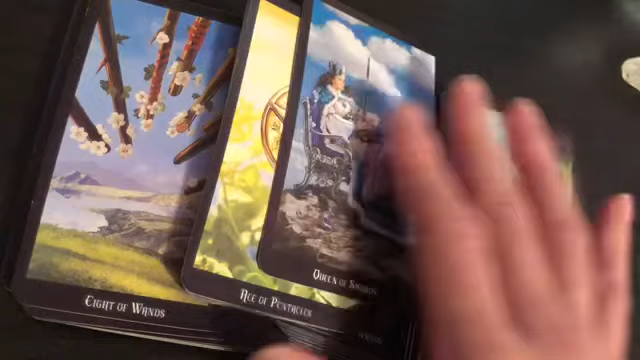 Eight of Wands
Ace of Pentacles
Queen of Swords